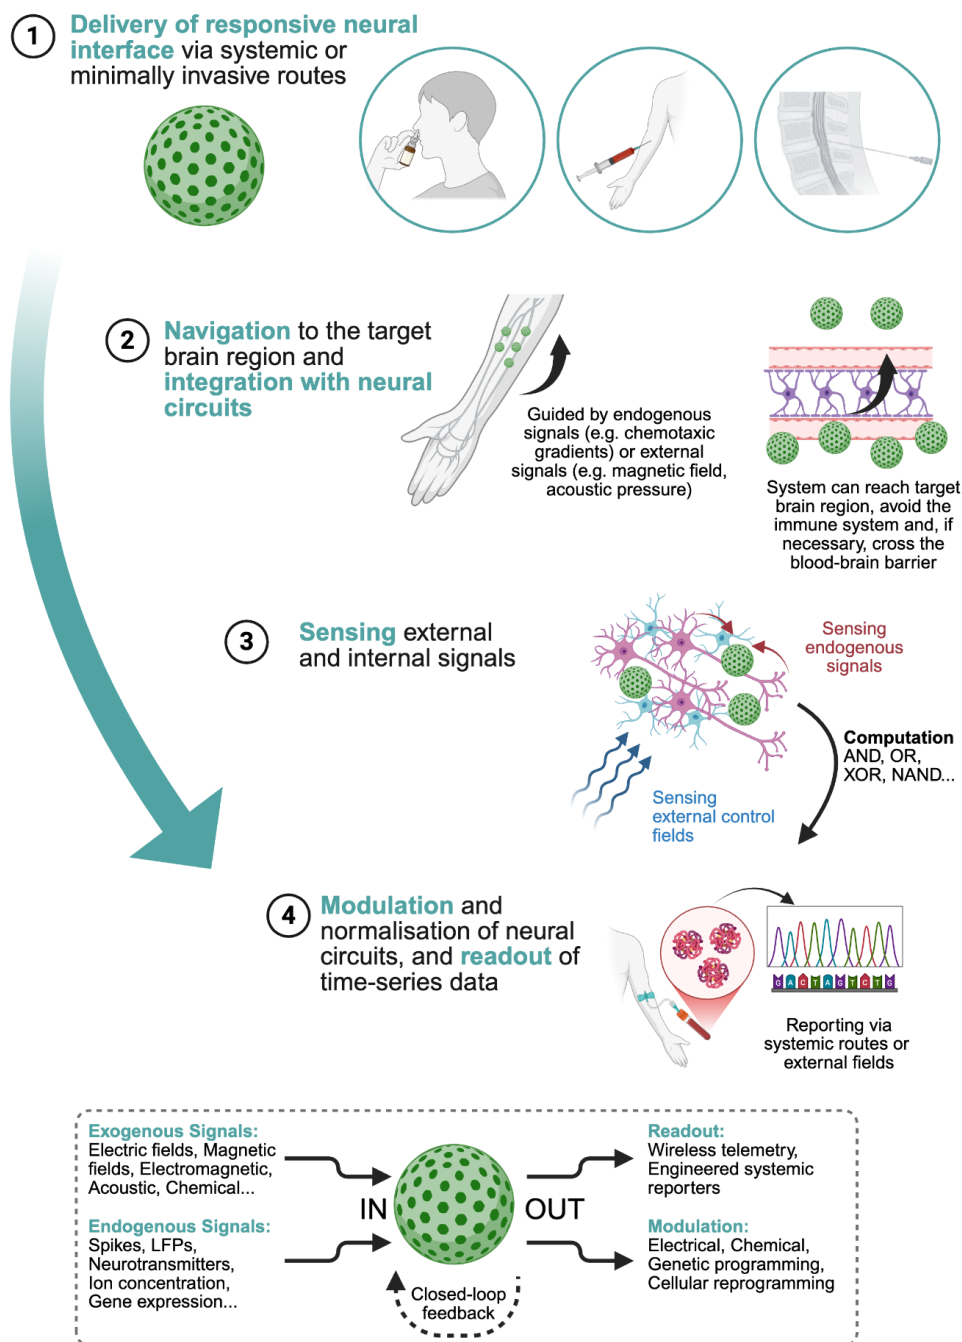 1
Delivery of responsive neural
interface via systemic or
minimally invasive routes
2
Navigation to the target
brain region and
integration with neural
circuits
Guided by endogenous
signals (e.g. chemotaxic
gradients) or external
signals (e.g. magnetic field,
acoustic pressure)
System can reach target
brain region, avoid the
immune system and, if
necessary, cross the
blood-brain barrier
3
Sensing external
and internal signals
Sensing
endogenous
signals
Computation
AND, OR,
XOR, NAND...
Sensing
external control
fields
4
Modulation and
normalisation of neural
circuits, and readout of
time-series data
G A C T A G T C T G
Reporting via
systemic routes or
external fields
Exogenous Signals:
Electric fields, Magnetic
fields, Electromagnetic,
Acoustic, Chemical...
Endogenous Signals:
Spikes, LFPs,
Neurotransmitters,
Ion concentration,
Gene expression...
IN
OUT
Closed-loop
feedback
Readout:
Wireless telemetry,
Engineered systemic
reporters
Modulation:
Electrical, Chemical,
Genetic programming,
Cellular reprogramming